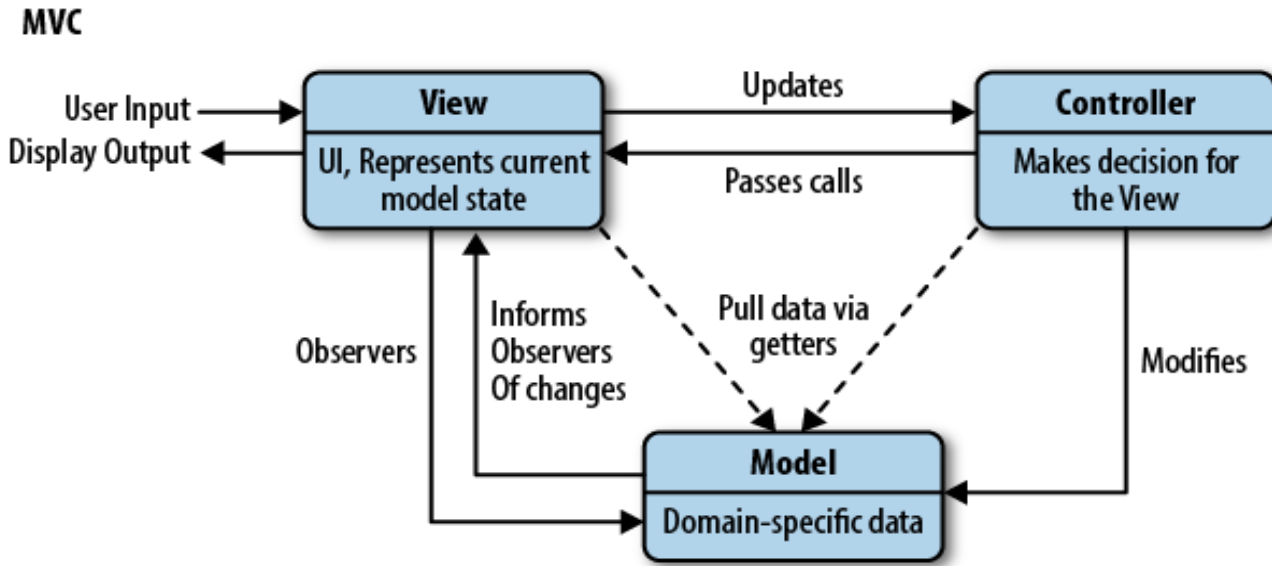 MVC
User Input
Display Output
View
UI, Represents current
model state
Updates
Passes calls
Controller
Makes decision for
the View
Observers
Informs
Observers
Of changes
Pull data via
getters
Modifies
Model
Domain-specific data